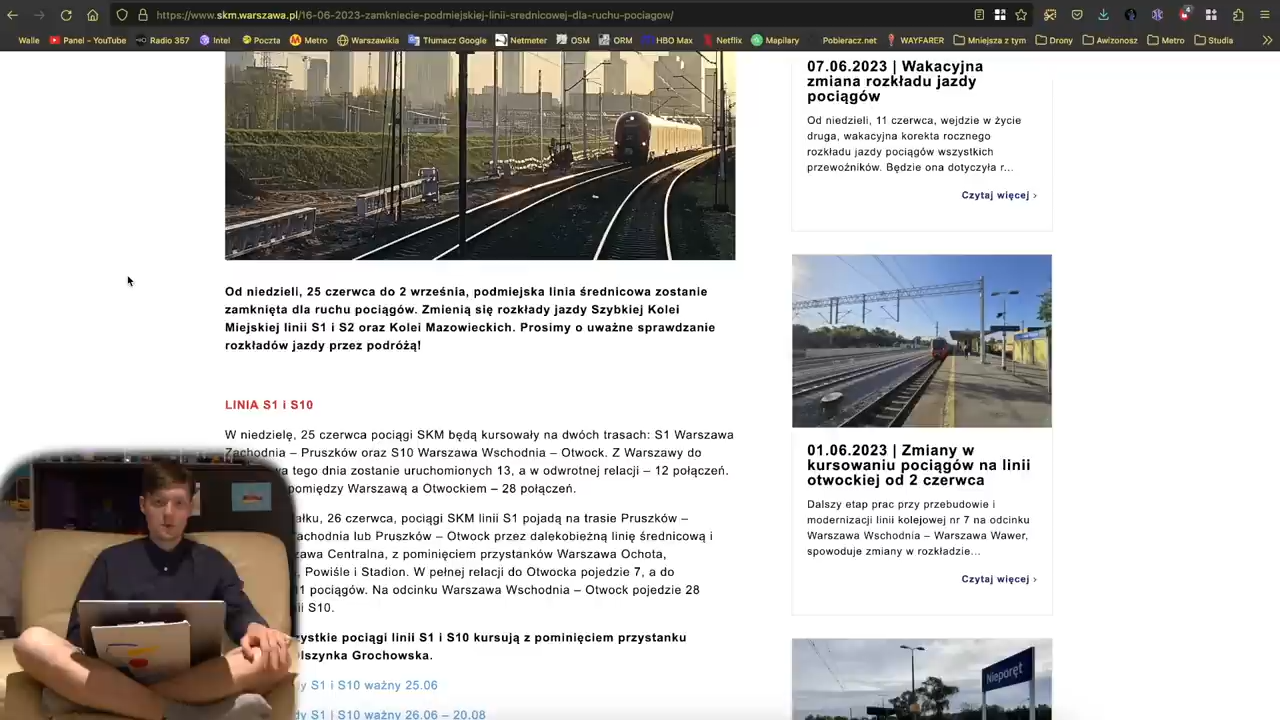 https://www.skm.warszawa.pl/16-06-2023-zamkniecie-podmiejskiej-linii-srednicowej-dla-ruchu-pociagow/
Walle
Panel - YouTube
Radio 357
Intel
Poczta
Metro
Warszawikia
Tłumacz Google
Netmeter
OSM
ORM
HBO Max
Netflix
Mapilary
Pobieracz.net
WAYFARER
Mniejsza z tym
Drony
Awizonosz
Metro
Studia
Od niedzieli, 25 czerwca do 2 września, podmiejska linia średnicowa zostanie
zamknięta dla ruchu pociągów. Zmienią się rozkłady jazdy Szybkiej Kolei
Miejskiej linii S1 i S2 oraz Kolei Mazowieckich. Prosimy o uważne sprawdzanie
rozkładów jazdy przez podróżą!
LINIA S1 i S10
W niedzielę, 25 czerwca pociągi SKM będą kursowały na dwóch trasach: S1 Warszawa
Zachodnia – Pruszków oraz S10 Warszawa Wschodnia – Otwock. Z Warszawy do
tego dnia zostanie uruchomionych 13, a w odwrotnej relacji – 12 połączeń.
pomiędzy Warszawą a Otwockiem – 28 połączeń.
26 czerwca, pociągi SKM linii S1 pojadą na trasie Pruszków –
lub Pruszków – Otwock przez dalekobieżną linię średnicową i
Centralna, z pominięciem przystanków Warszawa Ochota,
Powiśle i Stadion. W pełnej relacji do Otwocka pojedzie 7, a do
pociągów. Na odcinku Warszawa Wschodnia – Otwock pojedzie 28
S10.
pociągi linii S1 i S10 kursują z pominięciem przystanku
Grochowska.
S1 i S10 ważny 25.06
S1 i S10 ważny 26.06 – 20.08
07.06.2023 | Wakacyjna
zmiana rozkładu jazdy
pociągów
Od niedzieli, 11 czerwca, wejdzie w życie
druga, wakacyjna korekta rocznego
rozkładu jazdy pociągów wszystkich
przewoźników. Będzie ona dotyczyła r...
Czytaj więcej ›
01.06.2023 | Zmiany w
kursowaniu pociągów na linii
otwockiej od 2 czerwca
Dalszy etap prac przy przebudowie i
modernizacji linii kolejowej nr 7 na odcinku
Warszawa Wschodnia – Warszawa Wawer,
spowoduje zmiany w rozkładzie...
Czytaj więcej ›
Nieporęt